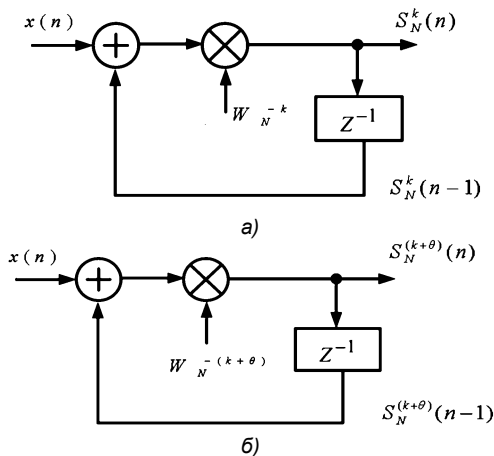 x(n) + × S_N^k(n)
W_N^{-k}
Z^{-1}
S_N^k(n-1)
а)
x(n) + × S_N^{(k+θ)}(n)
W_N^{-(k+θ)}
Z^{-1}
S_N^{(k+θ)}(n-1)
б)